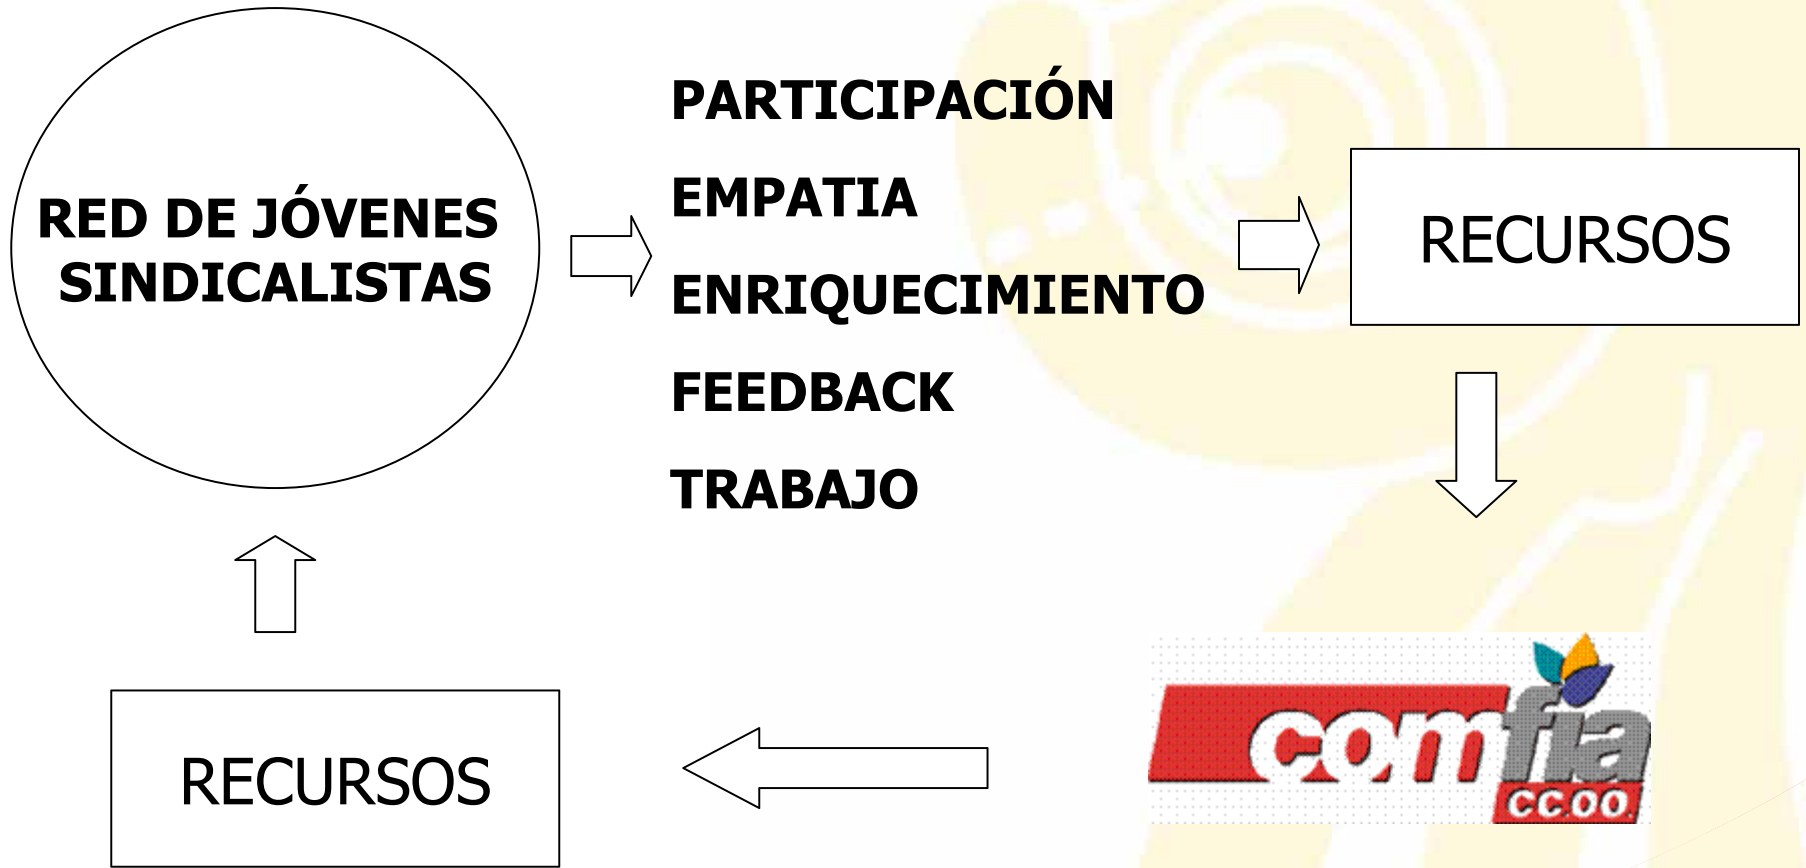 RED DE JÓVENES
SINDICALISTAS
PARTICIPACIÓN
EMPATIA
ENRIQUECIMIENTO
FEEDBACK
TRABAJO
RECURSOS
comfia
CC.OO.
RECURSOS